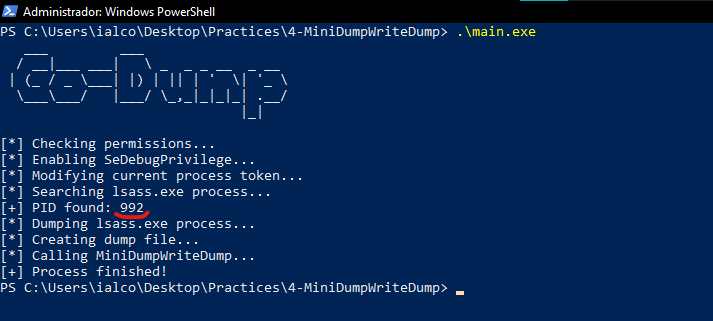 Administrador: Windows PowerShell
PS C:\Users\ialco\Desktop\Practices\4-MiniDumpWriteDump> .\main.exe
Co-Dump
[*] Checking permissions...
[*] Enabling SeDebugPrivilege...
[*] Modifying current process token...
[*] Searching lsass.exe process...
[+] PID found: 992
[*] Dumping lsass.exe process...
[*] Creating dump file...
[*] Calling MiniDumpWriteDump...
[+] Process finished!
PS C:\Users\ialco\Desktop\Practices\4-MiniDumpWriteDump>